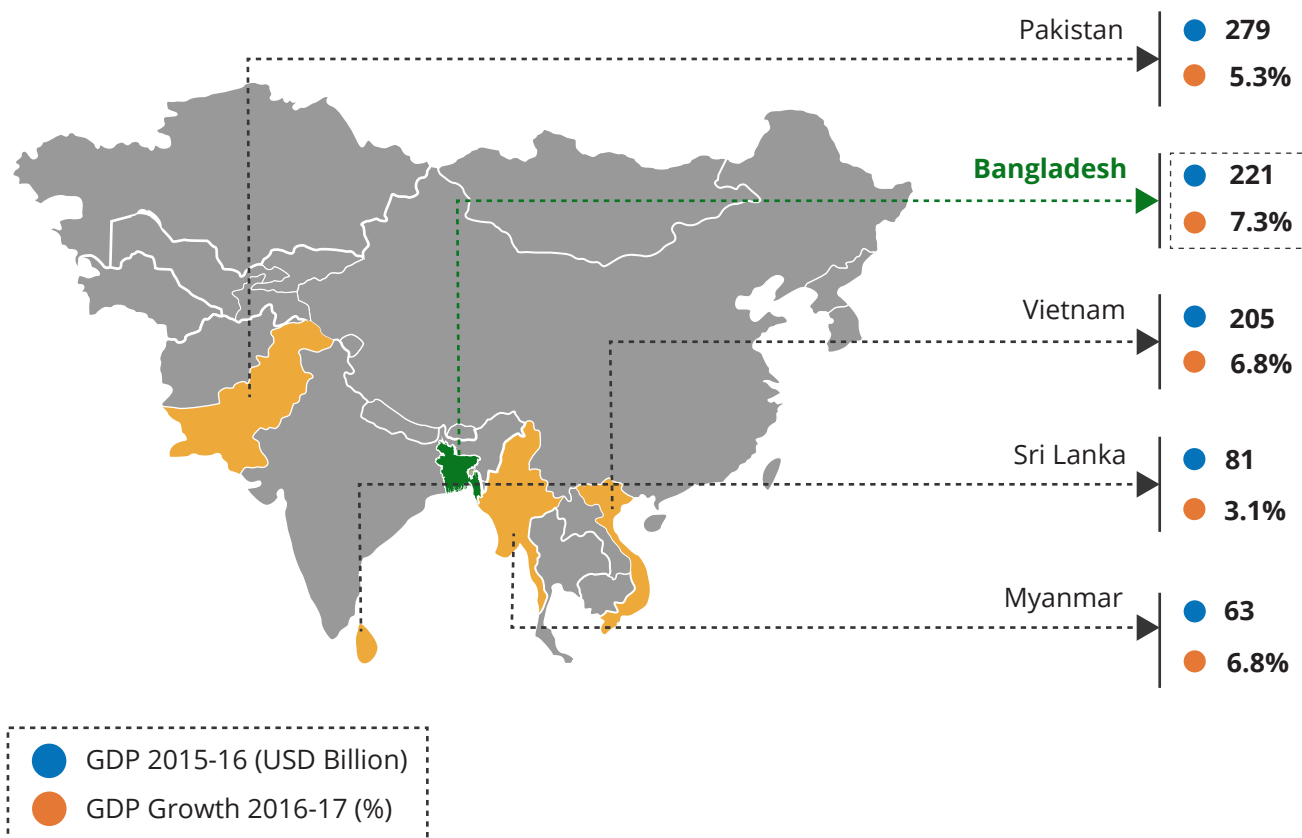 Pakistan
279
5.3%
Bangladesh
221
7.3%
Vietnam
205
6.8%
Sri Lanka
81
3.1%
Myanmar
63
6.8%
GDP 2015-16 (USD Billion)
GDP Growth 2016-17 (%)